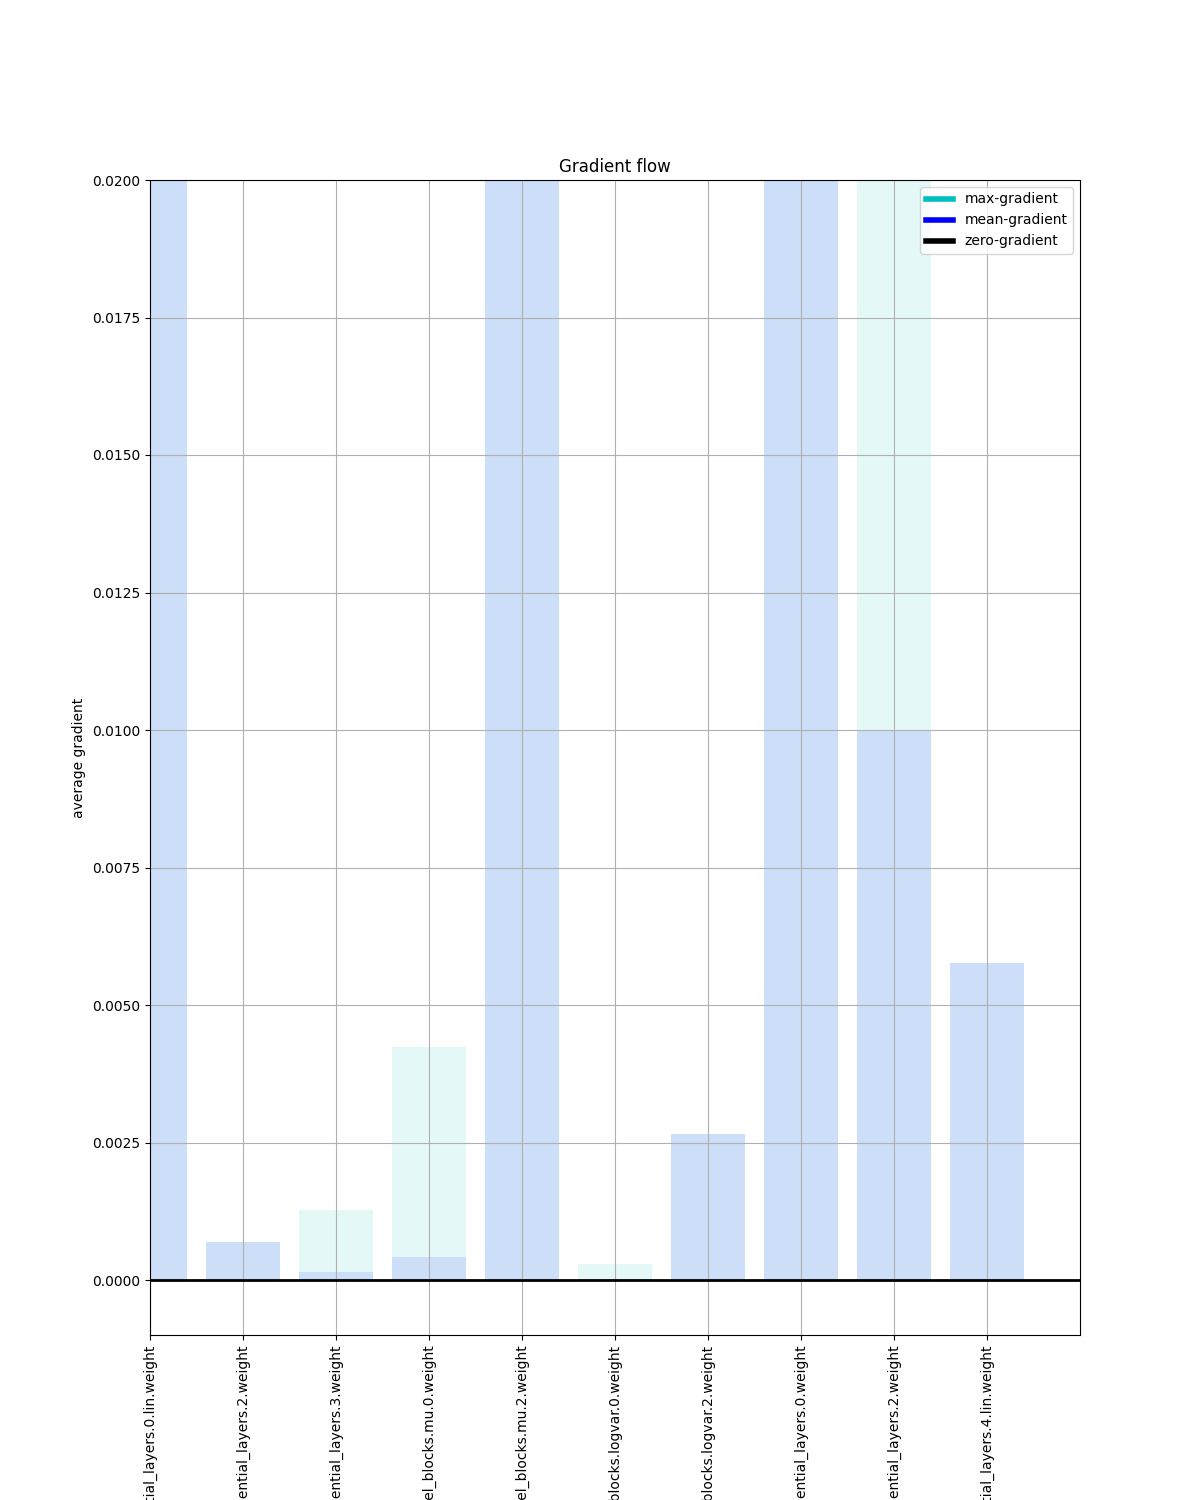 Gradient flow
max-gradient
mean-gradient
zero-gradient
0.0200
0.0175
0.0150
0.0125
0.0100
0.0075
0.0050
0.0025
0.0000
average gradient
tial_layers.0.lin.weight
ential_layers.2.weight
ential_layers.3.weight
el_blocks.mu.0.weight
el_blocks.mu.2.weight
blocks.logvar.0.weight
blocks.logvar.2.weight
ential_layers.0.weight
ential_layers.2.weight
tial_layers.4.lin.weight